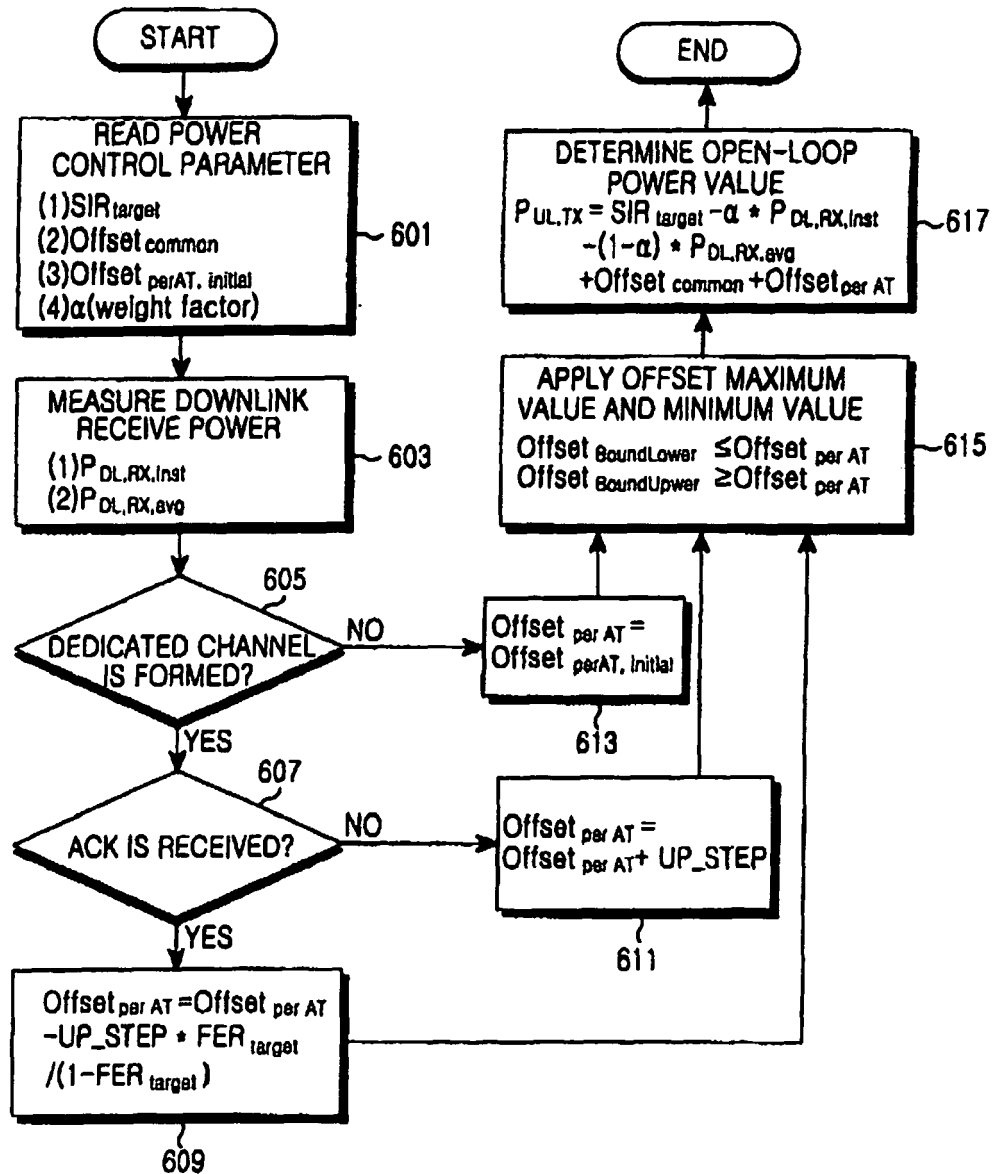 START
READ POWER
CONTROL PARAMETER
(1)SIR target
(2)Offset common
(3)Offset perAT, initial
(4)α(weight factor)
601
MEASURE DOWNLINK
RECEIVE POWER
(1)P DL,RX,inst
(2)P DL,RX,avg
603
605
DEDICATED CHANNEL
IS FORMED?
NO
YES
607
ACK IS RECEIVED?
NO
YES
Offset per AT = Offset per AT
-UP_STEP * FER target
/(1-FER target)
609
Offset per AT =
Offset per AT + UP_STEP
611
Offset per AT =
Offset perAT, initial
613
APPLY OFFSET MAXIMUM
VALUE AND MINIMUM VALUE
Offset BoundLower ≤Offset per AT
Offset BoundUpwer ≥Offset per AT
615
DETERMINE OPEN-LOOP
POWER VALUE
P UL,TX = SIR target -α * P DL,RX,inst
-(1-α) * P DL,RX,avg
+Offset common +Offset per AT
617
END